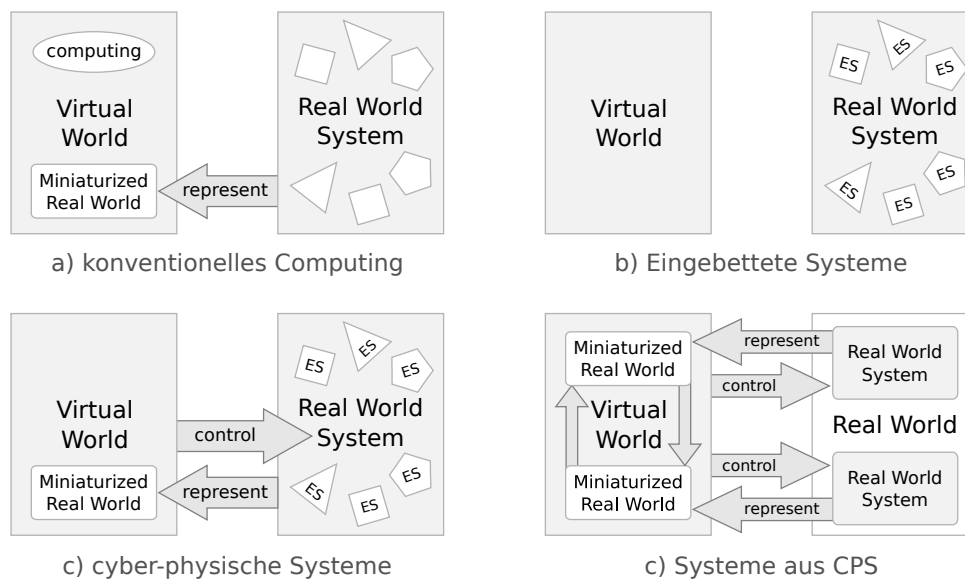 computing
Virtual
World
Miniaturized
Real World
represent
Real World
System
a) konventionelles Computing
Virtual
World
ES
ES
ES
Real World
System
ES
ES
ES
b) Eingebettete Systeme
Virtual
World
control
Miniaturized
Real World
represent
ES
ES
ES
Real World
System
ES
ES
ES
c) cyber-physische Systeme
Miniaturized
Real World
represent
Real World
System
control
Virtual
World
Real World
control
Miniaturized
Real World
represent
Real World
System
c) Systeme aus CPS